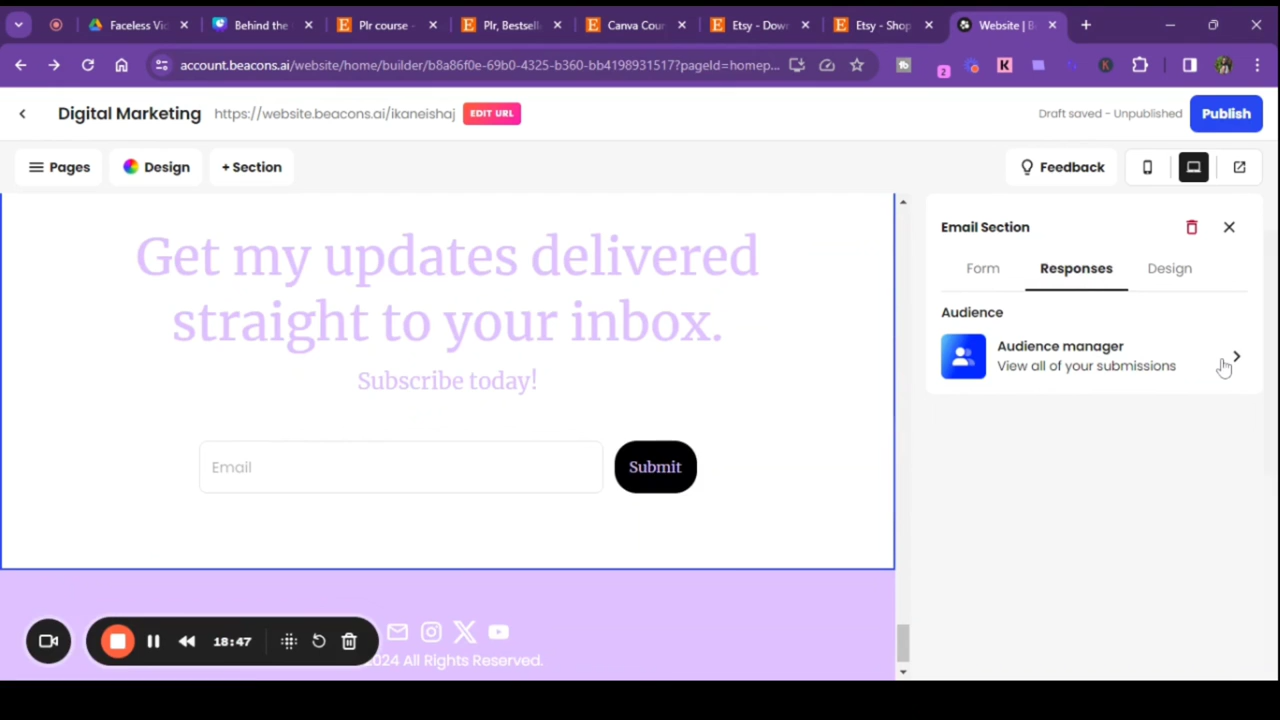 Faceless Vic
Behind the
Plr course -
Plr, Bestsell
Canva Cour
Etsy - Dow
Etsy - Shop
Website | B
account.beacons.ai/website/home/builder/b8a86f0e-69b0-4325-b360-bb4198931517?pageId=homep...
2
K
K
Digital Marketing
https://website.beacons.ai/ikaneishaj
EDIT URL
Draft saved - Unpublished
Publish
Pages
Design
+ Section
Feedback
Get my updates delivered
straight to your inbox.
Subscribe today!
Email
Submit
Email Section
Form
Responses
Design
Audience
Audience manager
View all of your submissions
18:47
2024 All Rights Reserved.